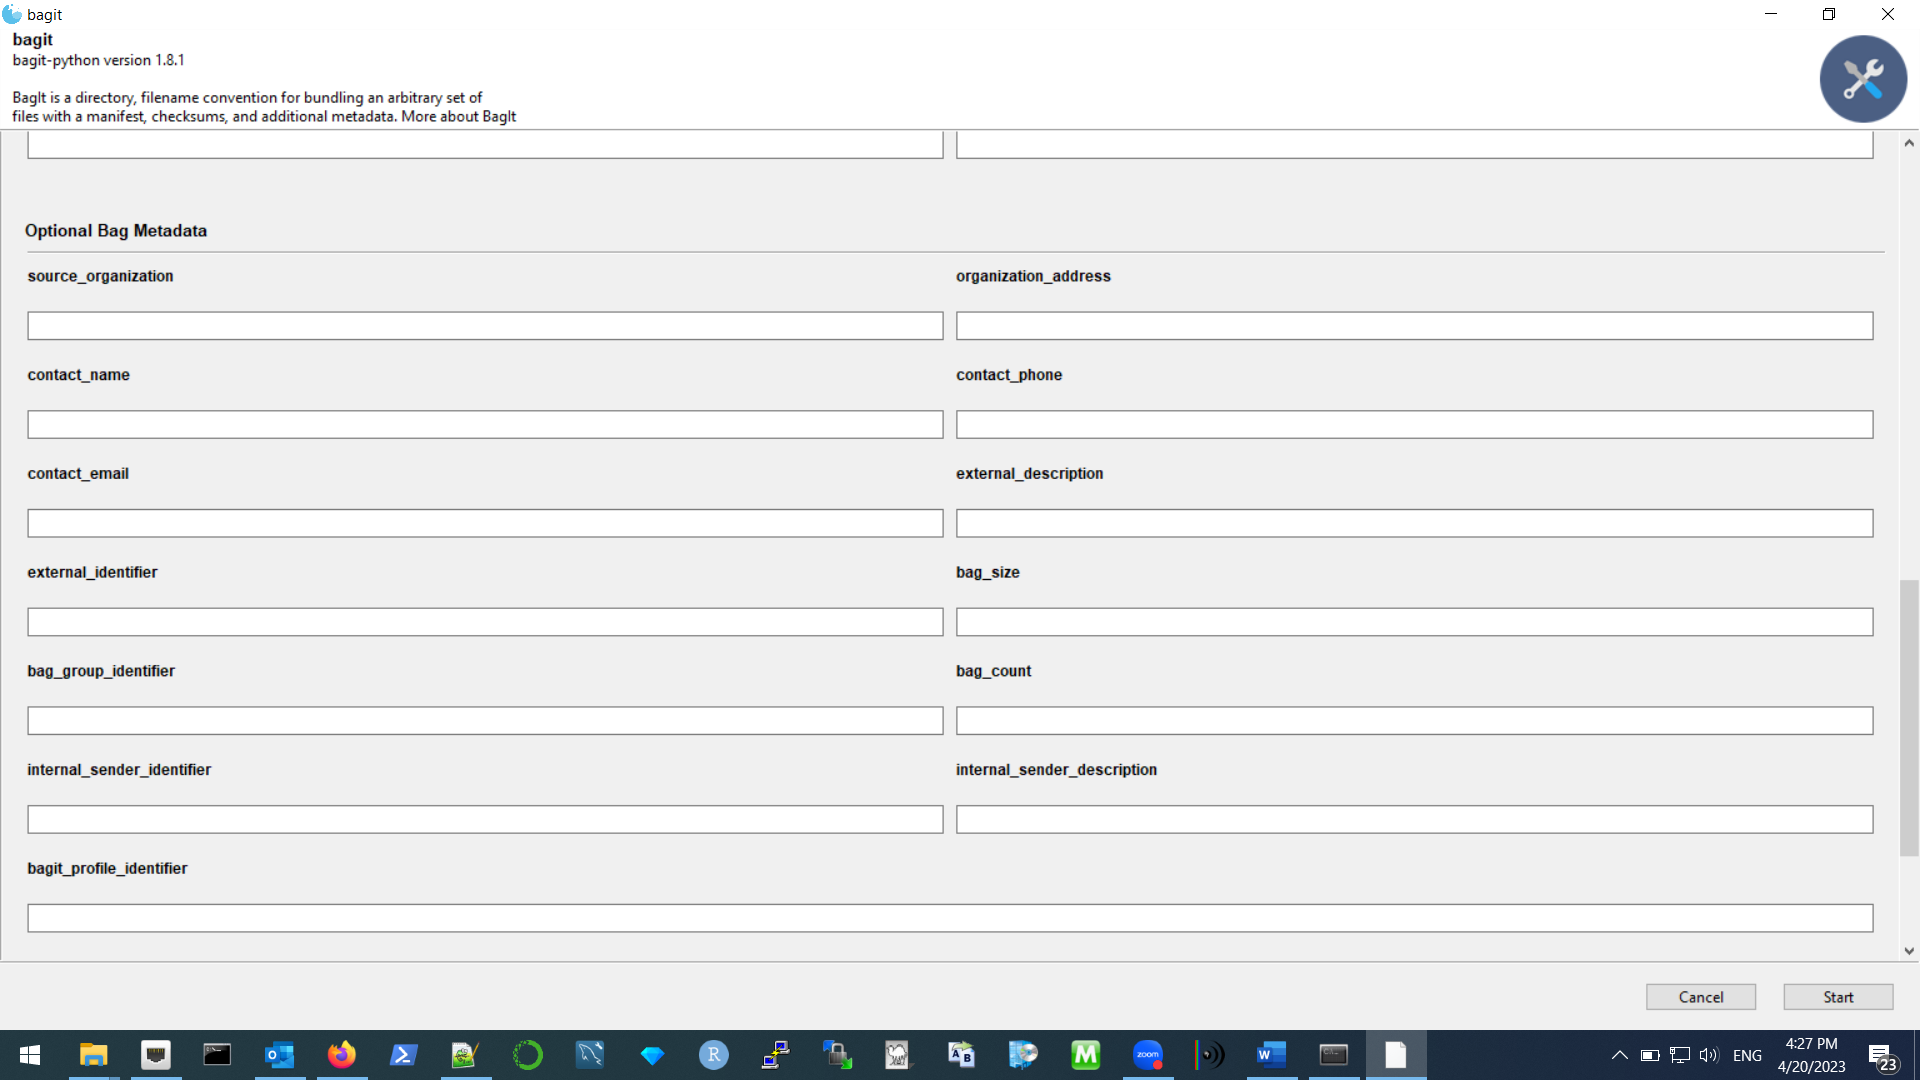 bagit
bagit
bagit-python version 1.8.1
BagIt is a directory, filename convention for bundling an arbitrary set of
files with a manifest, checksums, and additional metadata. More about BagIt
Optional Bag Metadata
source_organization
organization_address
contact_name
contact_phone
contact_email
external_description
external_identifier
bag_size
bag_group_identifier
bag_count
internal_sender_identifier
internal_sender_description
bagit_profile_identifier
Cancel
Start
R
A B
M
zoom
W
ENG
4:27 PM
4/20/2023
23